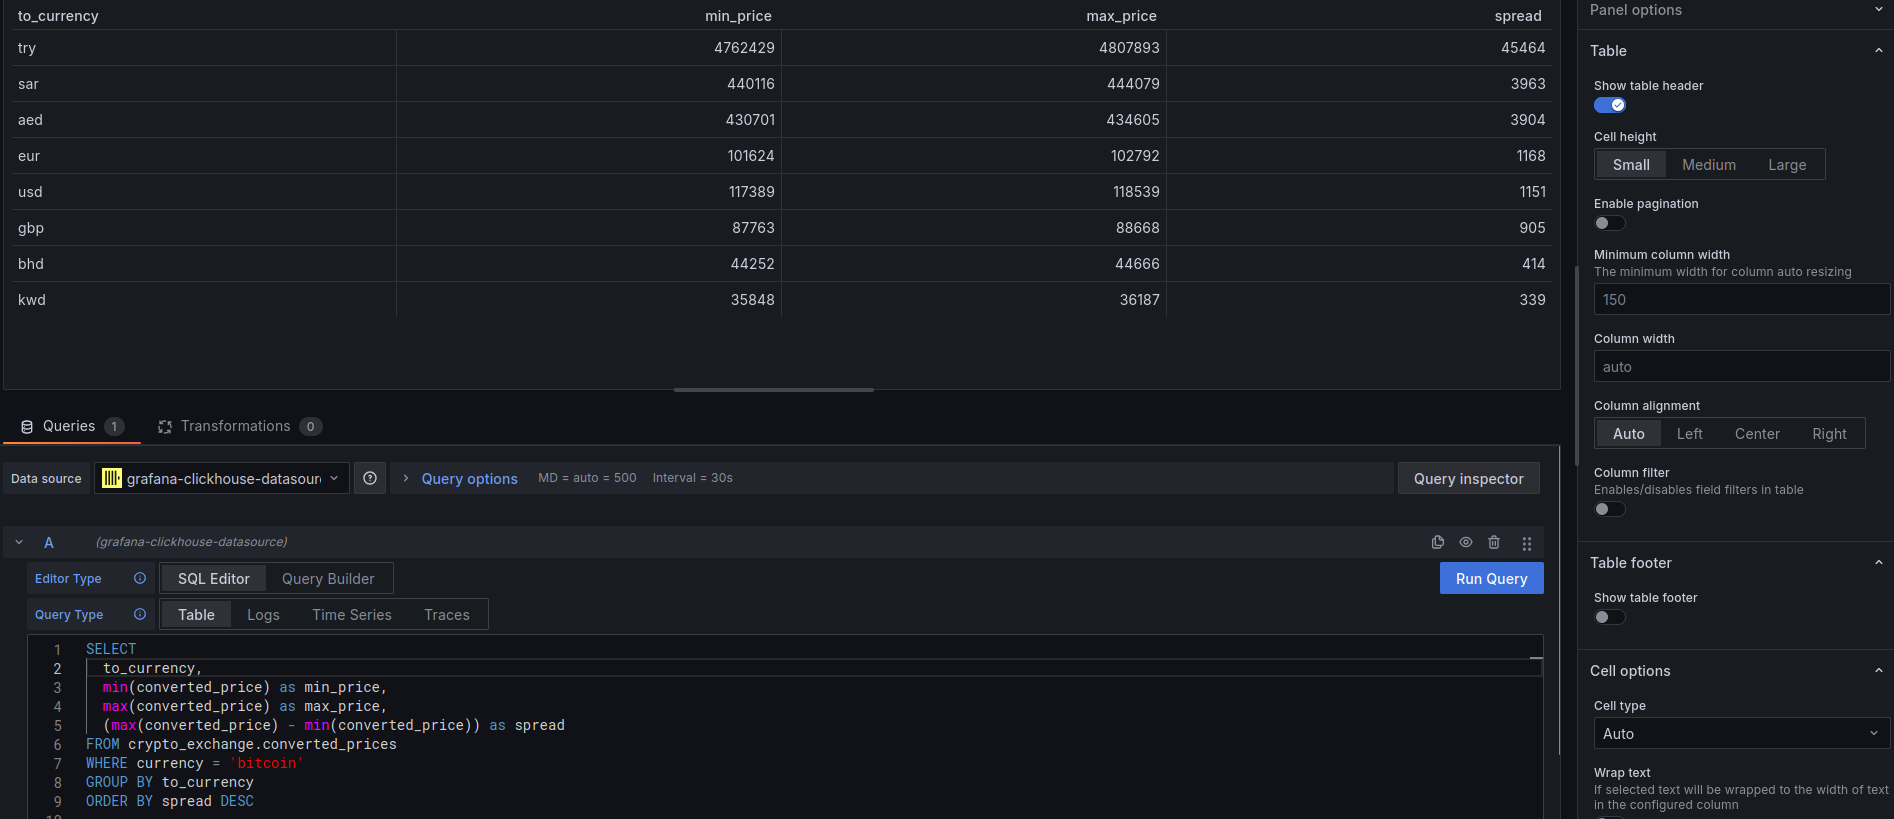 to_currency min_price max_price spread
try 4762429 4807893 45464
sar 440116 444079 3963
aed 430701 434605 3904
eur 101624 102792 1168
usd 117389 118539 1151
gbp 87763 88668 905
bhd 44252 44666 414
kwd 35848 36187 339
Queries 1 Transformations 0
Data source grafana-clickhouse-datasour Query options MD = auto = 500 Interval = 30s Query inspector
A (grafana-clickhouse-datasource)
Editor Type SQL Editor Query Builder Run Query
Query Type Table Logs Time Series Traces
1 SELECT
2 to_currency,
3 min(converted_price) as min_price,
4 max(converted_price) as max_price,
5 (max(converted_price) - min(converted_price)) as spread
6 FROM crypto_exchange.converted_prices
7 WHERE currency = 'bitcoin'
8 GROUP BY to_currency
9 ORDER BY spread DESC
Panel options
Table
Show table header
Cell height
Small Medium Large
Enable pagination
Minimum column width
The minimum width for column auto resizing
150
Column width
auto
Column alignment
Auto Left Center Right
Column filter
Enables/disables field filters in table
Table footer
Show table footer
Cell options
Cell type
Auto
Wrap text
If selected text will be wrapped to the width of text
in the configured column